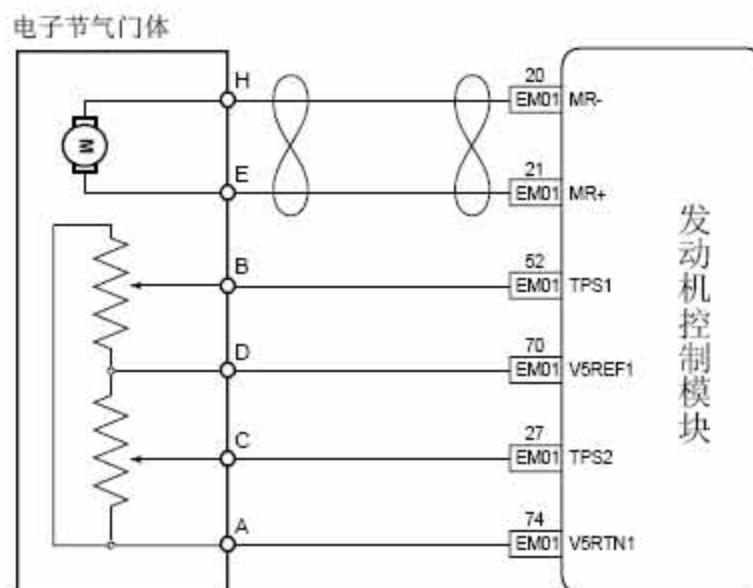 电子节气门体
H
20
EM01 MR-
M
E
21
EM01 MR+
B
52
EM01 TPS1
D
70
EM01 V5REF1
C
27
EM01 TPS2
A
74
EM01 V5RTN1
发动机控制模块